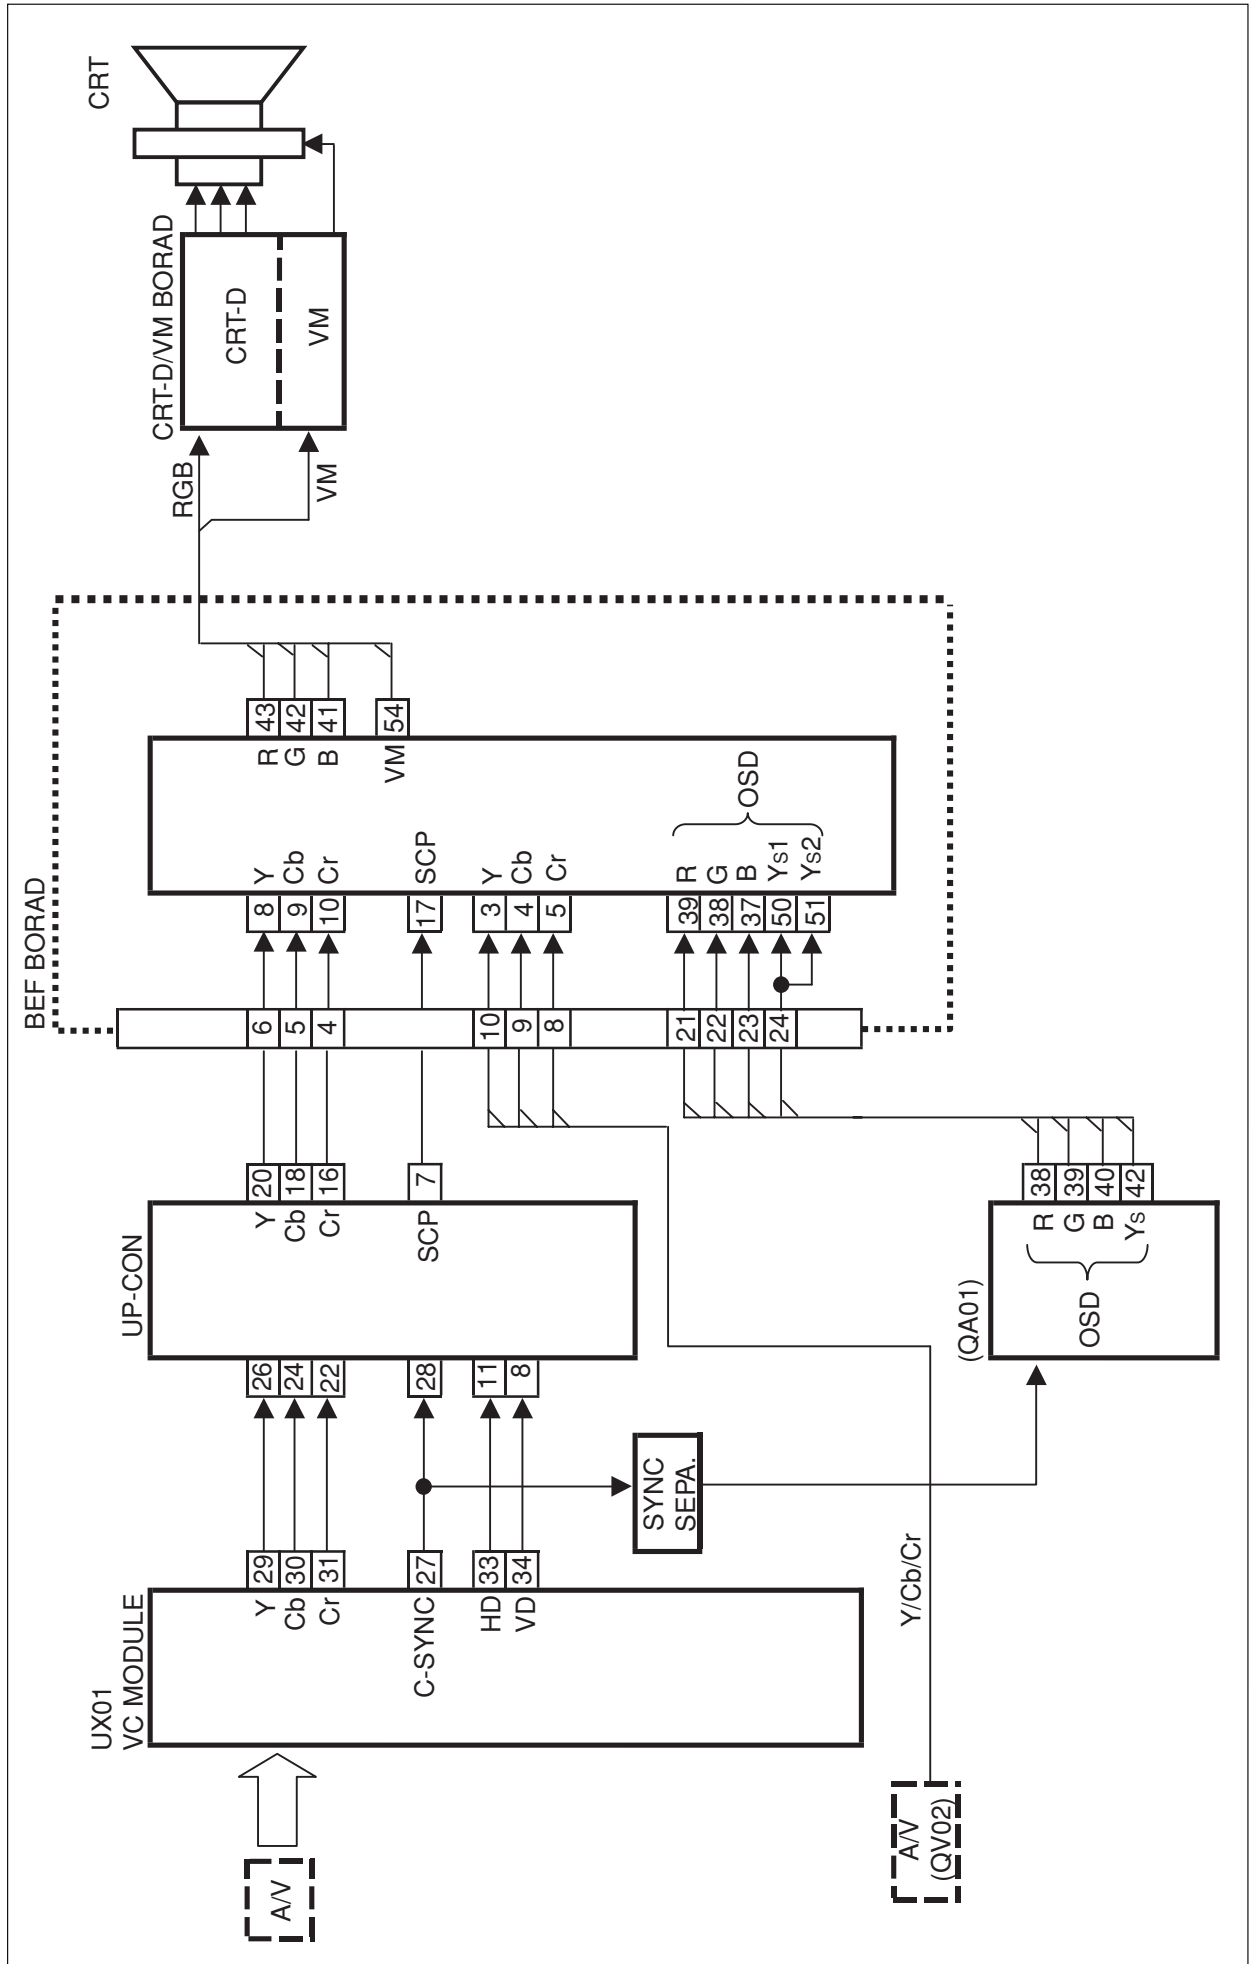 A/V
UX01
VC MODULE
Y 29
Cb 30
Cr 31
C-SYNC 27
HD 33
VD 34
SYNC
SEPA.
Y/Cb/Cr
A/V
(QV02)
UP-CON
26 Y 20
24 Cb 18
22 Cr 16
28 SCP 7
11
8
(QA01)
OSD
R 38
G 39
B 40
Ys 42
BEF BORAD
6 8 Y
5 9 Cb
4 10 Cr
17 SCP
10 3 Y
9 4 Cb
8 5 Cr
21 39 R
22 38 G
23 37 B
24 50 Ys1
51 Ys2
OSD
R 43
G 42
B 41
VM 54
RGB
VM
CRT-D/VM BORAD
CRT-D
VM
CRT